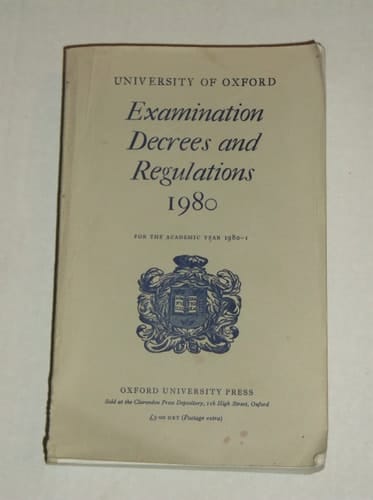 UNIVERSITY OF OXFORD
Examination
Decrees and
Regulations
1980
FOR THE ACADEMIC YEAR 1980–1
OXFORD UNIVERSITY PRESS
Sold at the Clarendon Press Depository, 116 High Street, Oxford
NET (Postage extra)